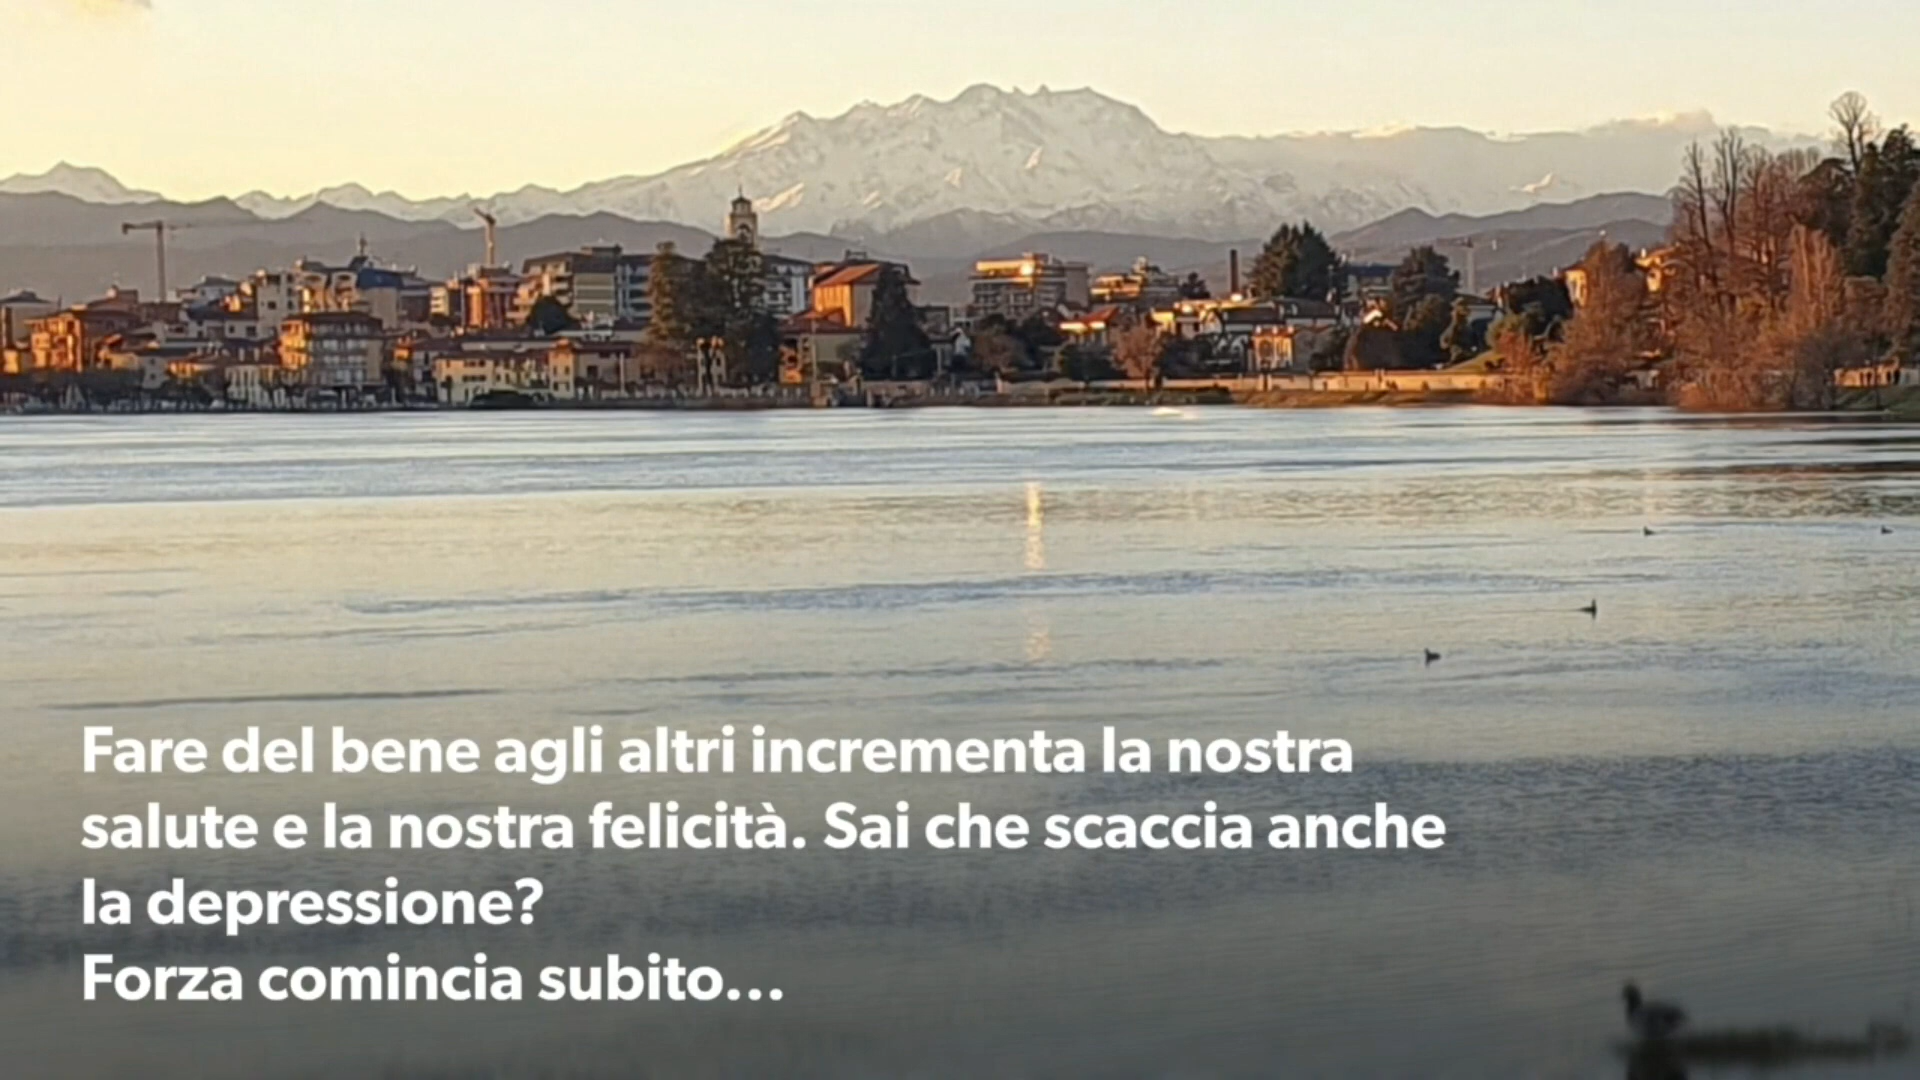 Fare del bene agli altri incrementa la nostra
salute e la nostra felicità. Sai che scaccia anche
la depressione?
Forza comincia subito...